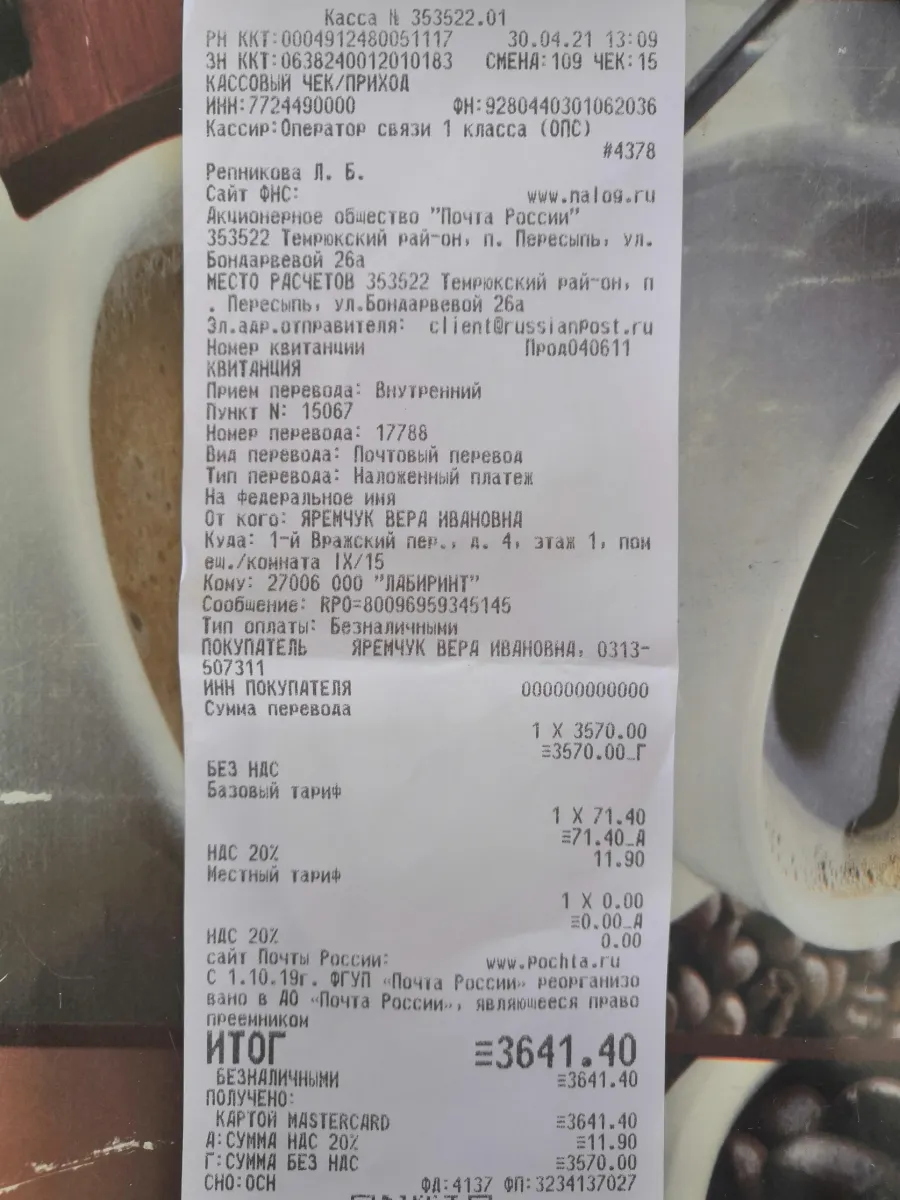 Касса № 353522.01
РН ККТ:0004912480051117 30.04.21 13:09
ЗН ККТ:0638240012010183 СМЕНА:109 ЧЕК:15
КАССОВЫЙ ЧЕК/ПРИХОД
ИНН:7724490000 ФН:9280440301062036
Кассир:Оператор связи 1 класса (ОПС)
#4378
Репникова Л. Б.
Сайт ФНС: www.nalog.ru
Акционерное общество "Почта России"
353522 Темрюкский рай-он, п. Пересыпь, ул.
Бондарвевой 26а
МЕСТО РАСЧЕТОВ 353522 Темрюкский рай-он, п
. Пересыпь, ул.Бондарвевой 26а
Эл.адр.отправителя: client@russianpost.ru
Номер квитанции Прод040611
КВИТАНЦИЯ
Прием перевода: Внутренний
Пункт N: 15067
Номер перевода: 17788
Вид перевода: Почтовый перевод
Тип перевода: Наложенный платеж
На федеральное имя
От кого: ЯРЕМЧУК ВЕРА ИВАНОВНА
Куда: 1-й Вражский пер., д. 4, этаж 1, пом
ещ./комната IX/15
Кому: 27006 ООО "ЛАБИРИНТ"
Сообщение: RPO=80096959345145
Тип оплаты: Безналичными
ПОКУПАТЕЛЬ ЯРЕМЧУК ВЕРА ИВАНОВНА, 0313-
507311
ИНН ПОКУПАТЕЛЯ 000000000000
Сумма перевода
1 X 3570.00
≡3570.00_Г
БЕЗ НДС
Базовый тариф
1 X 71.40
≡71.40_А
НДС 20% 11.90
Местный тариф
1 X 0.00
≡0.00_А
НДС 20% 0.00
сайт Почты России: www.pochta.ru
С 1.10.19г. ФГУП «Почта России» реорганизо
вано в АО «Почта России», являющееся право
преемником
ИТОГ ≡3641.40
БЕЗНАЛИЧНЫМИ ≡3641.40
ПОЛУЧЕНО:
КАРТОЙ MASTERCARD ≡3641.40
А:СУММА НДС 20% ≡11.90
Г:СУММА БЕЗ НДС ≡3570.00
СНО:ОСН ФД:4137 ФП:3234137027